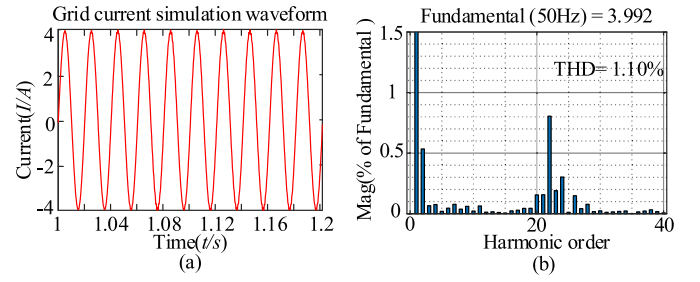 Grid current simulation waveform
4
2
0
-2
-4
Current(I/A)
1 1.04 1.08 1.12 1.16 1.2
Time(t/s)
(a)
Fundamental (50Hz) = 3.992
1.5
THD= 1.10%
1
0.5
0
Mag(% of Fundamental )
0 20 40
Harmonic order
(b)